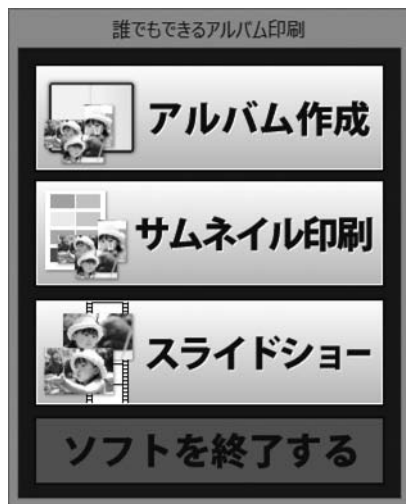 誰でもできるアルバム印刷
アルバム作成
サムネイル印刷
スライドショー
ソフトを終了する